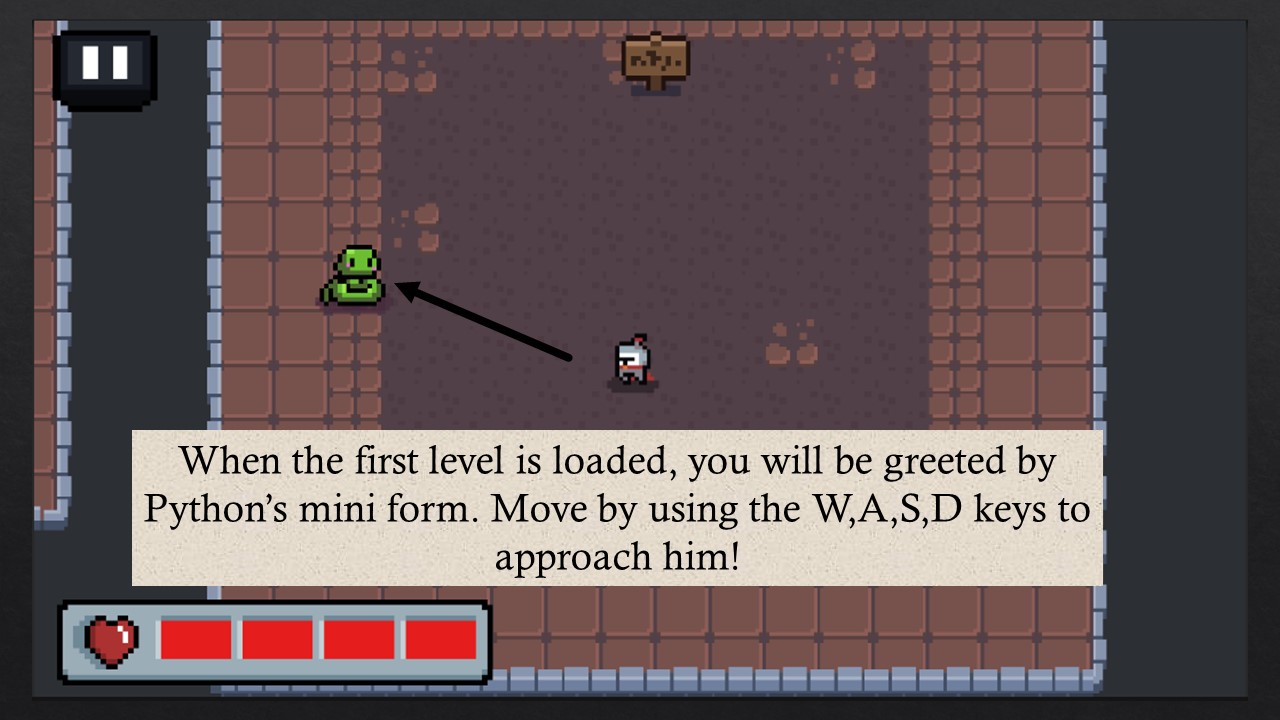 When the first level is loaded, you will be greeted by
Python’s mini form. Move by using the W,A,S,D keys to
approach him!